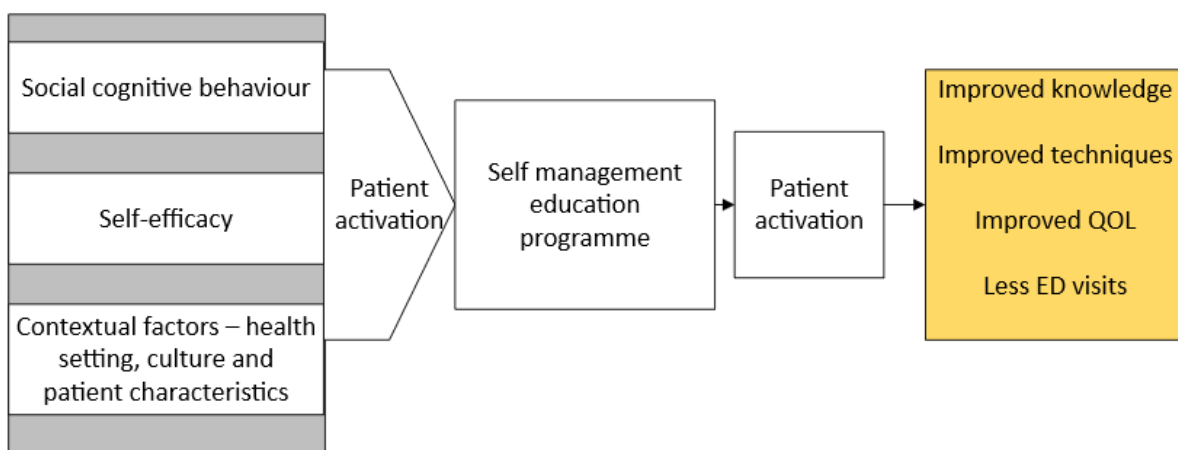 Social cognitive behaviour
Self-efficacy
Contextual factors – health
setting, culture and
patient characteristics
Patient
activation
Self management
education
programme
Patient
activation
Improved knowledge
Improved techniques
Improved QOL
Less ED visits